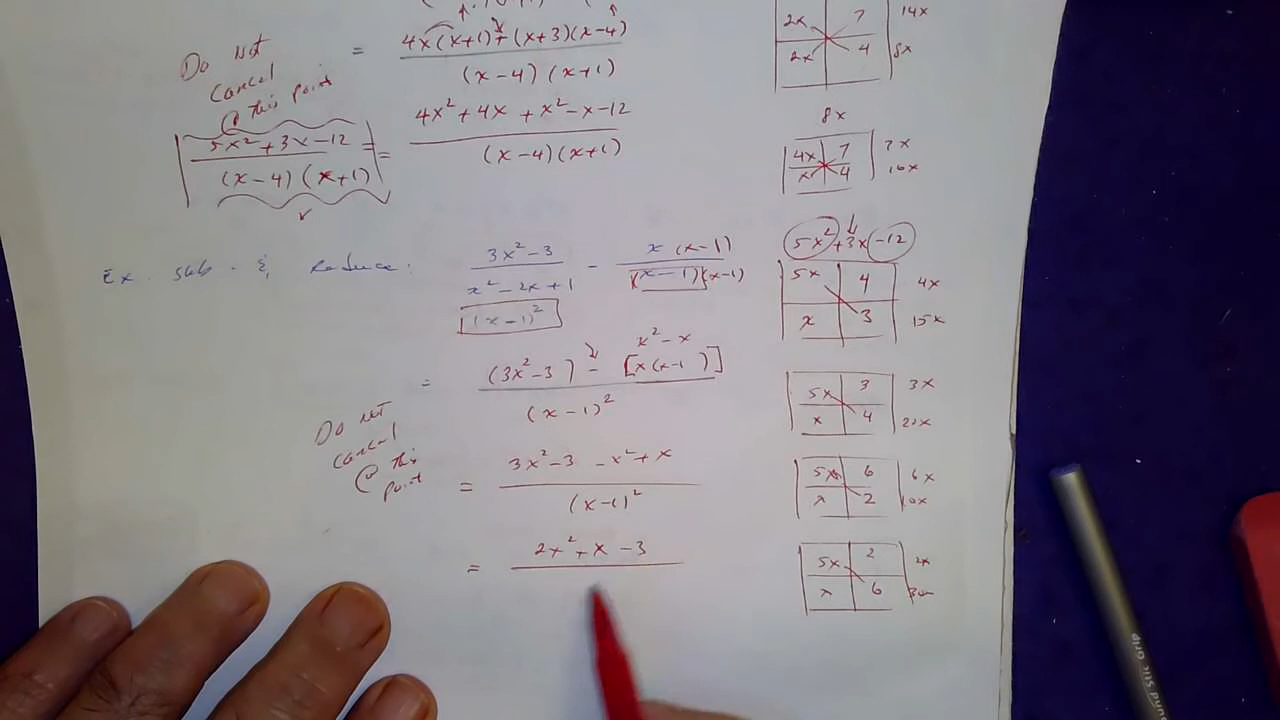 Do not
cancel
@ this point
= 4x(x+1) + (x+3)(x-4)
(x-4) (x+1)
4x² + 4x + x² - x - 12
(x-4)(x+1)
5x² + 3x - 12 =
(x-4) (x+1)
Ex. sub. & Reduce:
3x² - 3 - x (x-1)
x² - 2x + 1 (x-1)(x-1)
(x-1)²
x² - x
= (3x² - 3) - [x(x-1)]
(x-1)²
Do not
cancel
@ this
point
= 3x² - 3 - x² + x
(x-1)²
= 2x² + x - 3
2x 7 14x
2x 4 8x
8x
4x 7 7x
x 4 16x
5x² + 3x - 12
5x 4 4x
x 3 15x
5x 3 3x
x 4 20x
5x 6 6x
x 2 10x
5x 2 2x
x 6